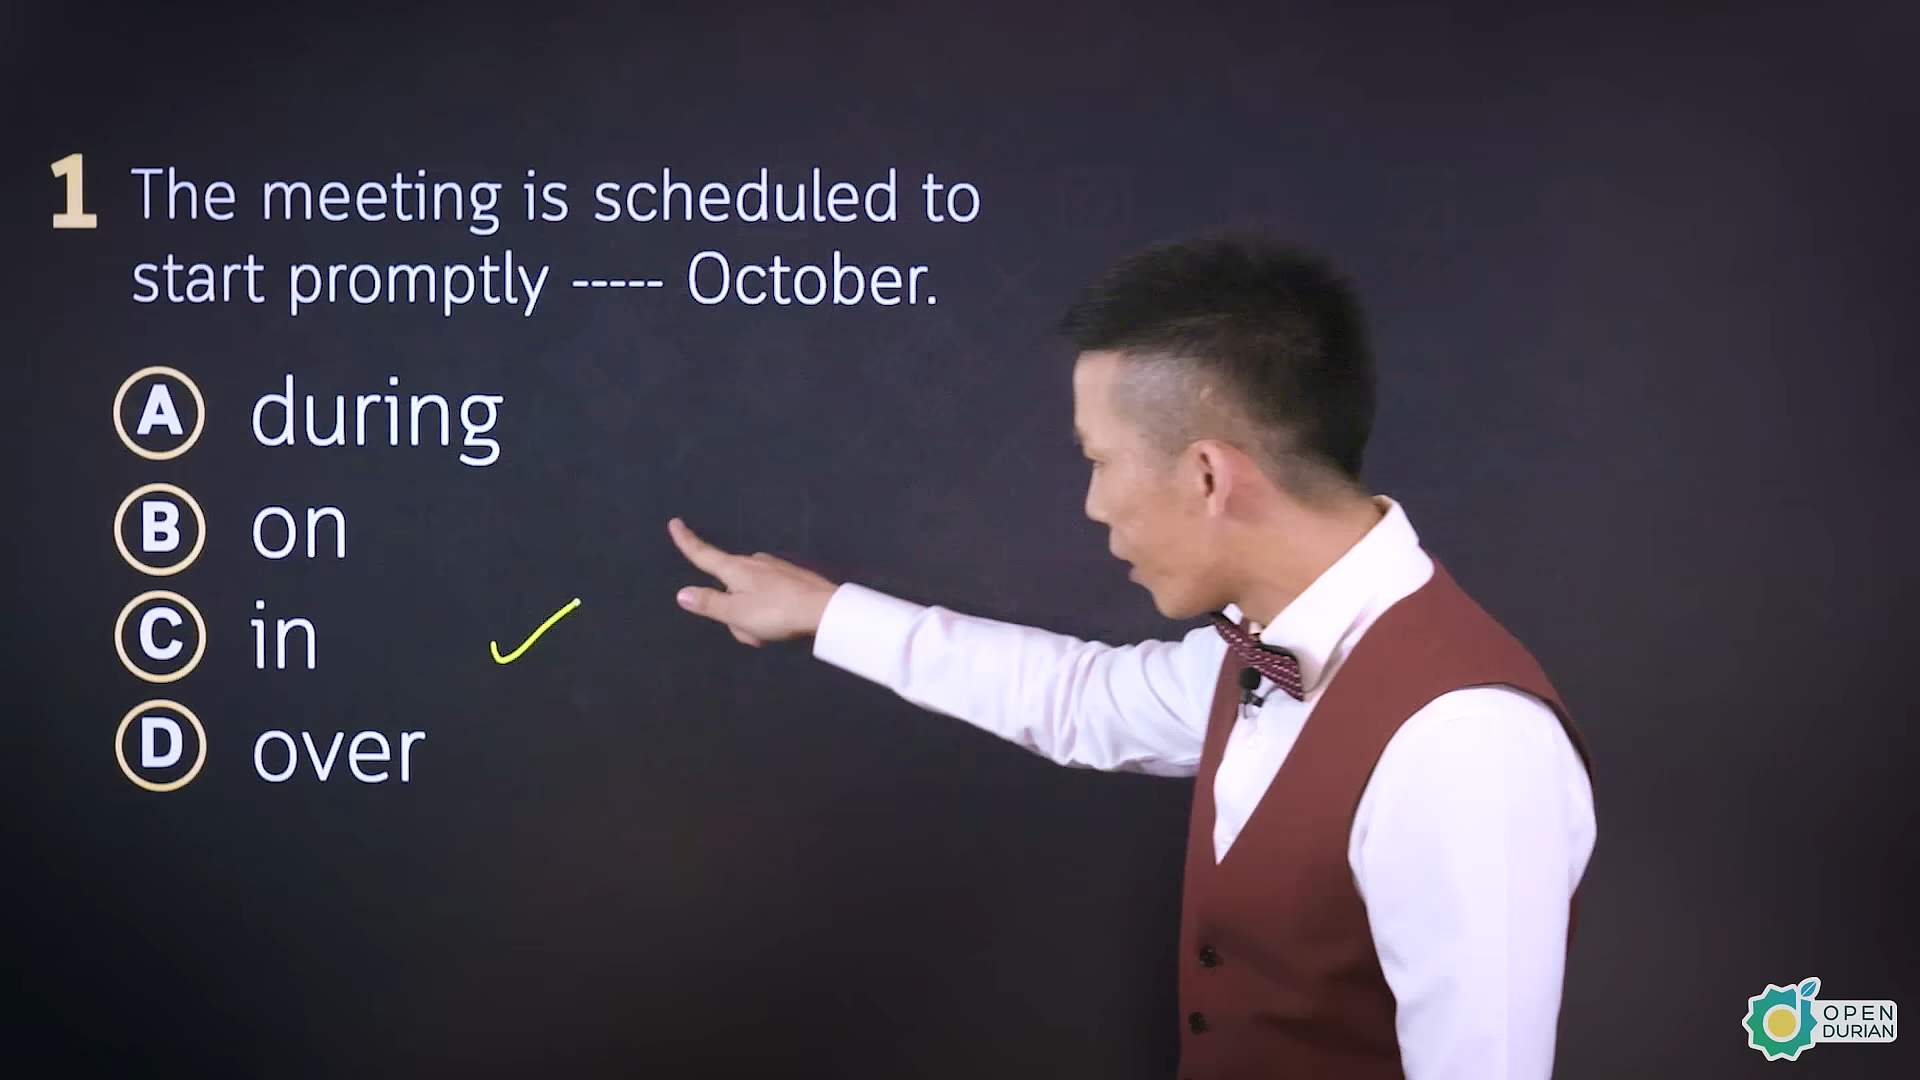 1 The meeting is scheduled to
start promptly ----- October.
A during
B on
C in
D over
OPEN
DURIAN